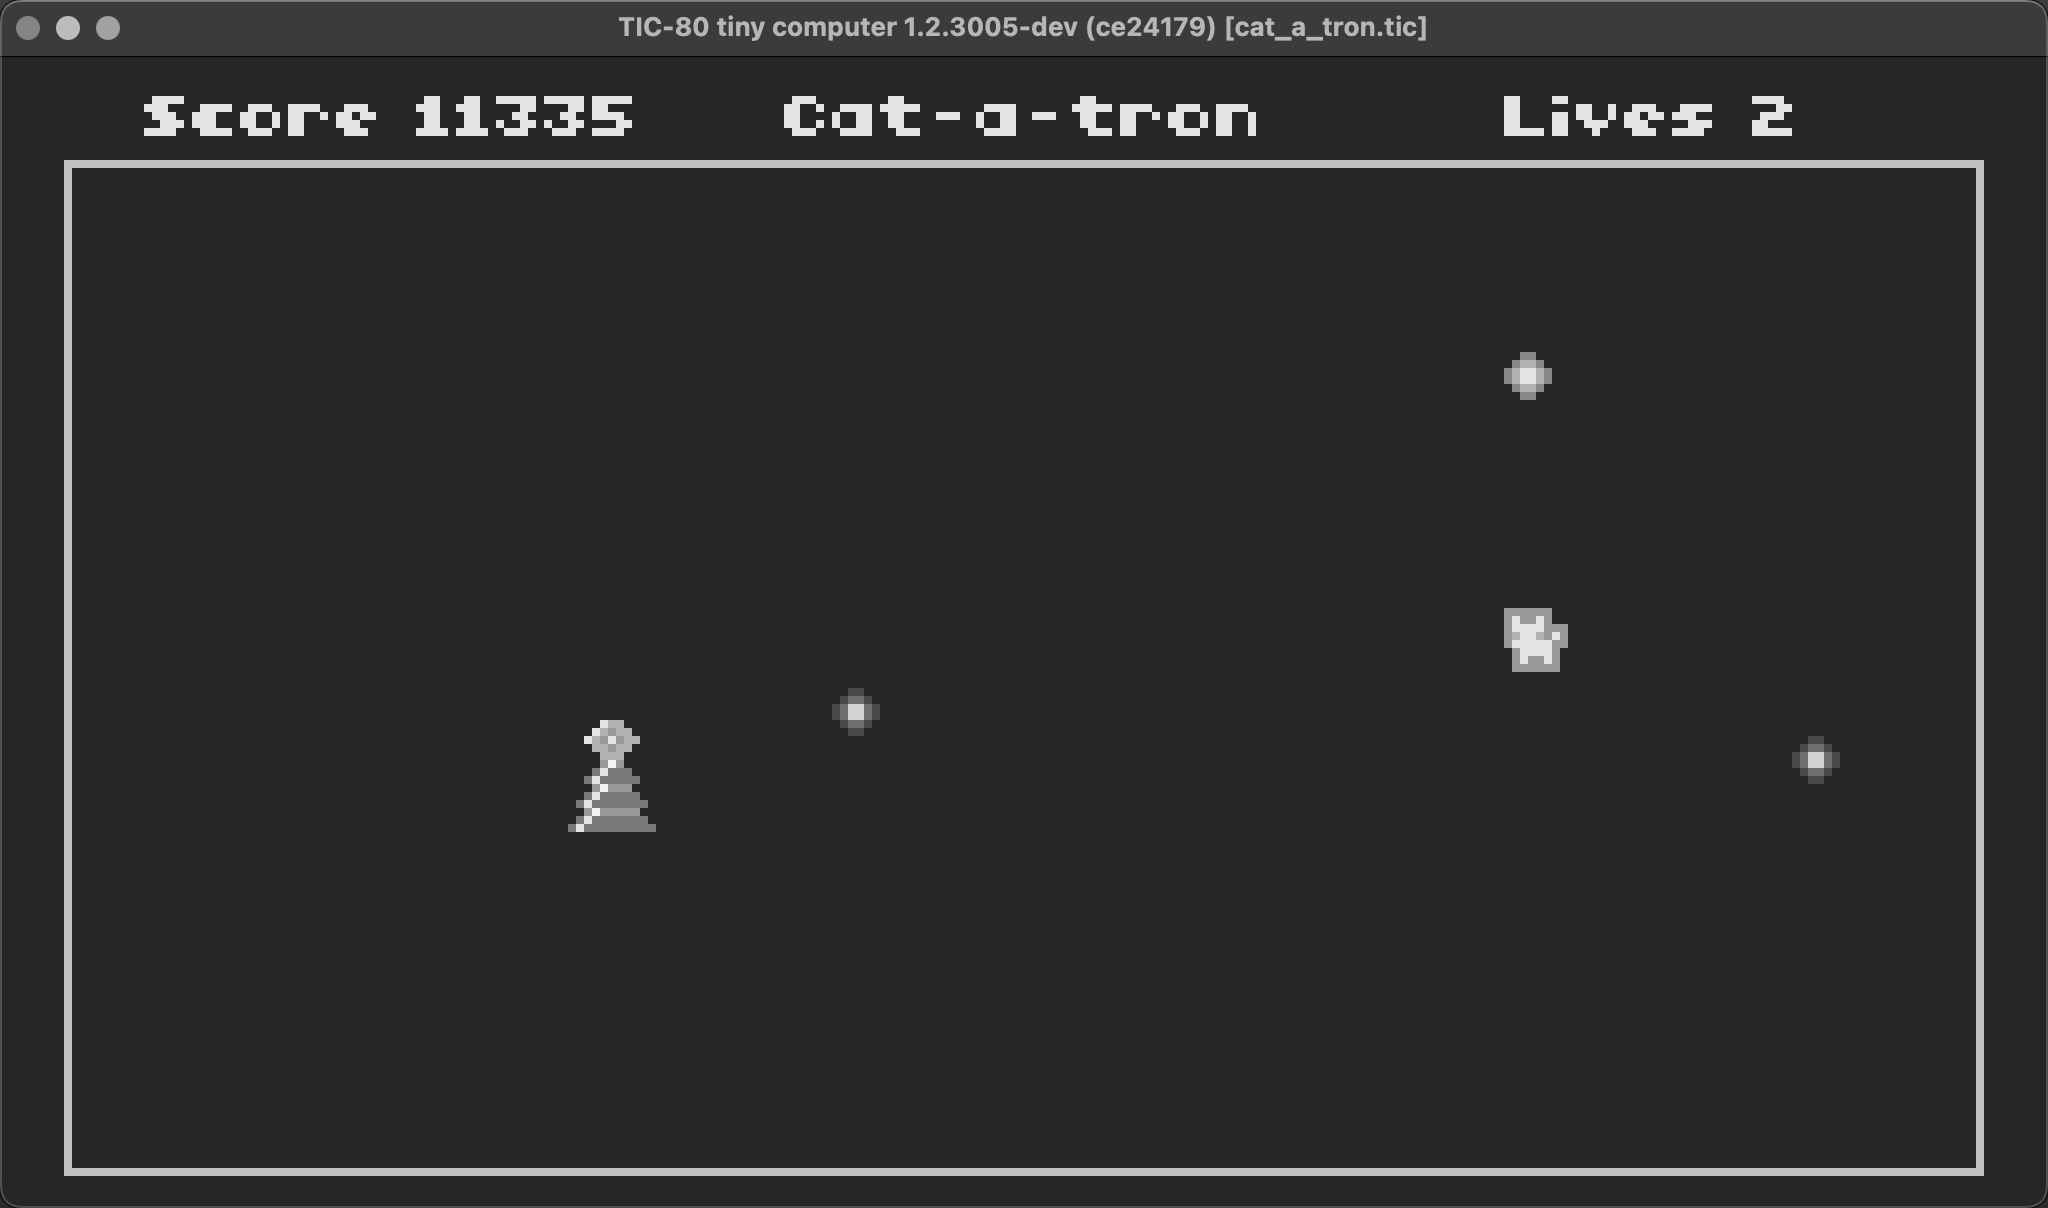 TIC-80 tiny computer 1.2.3005-dev (ce24179) [cat_a_tron.tic]
Score 11335 Cat-a-tron Lives 2